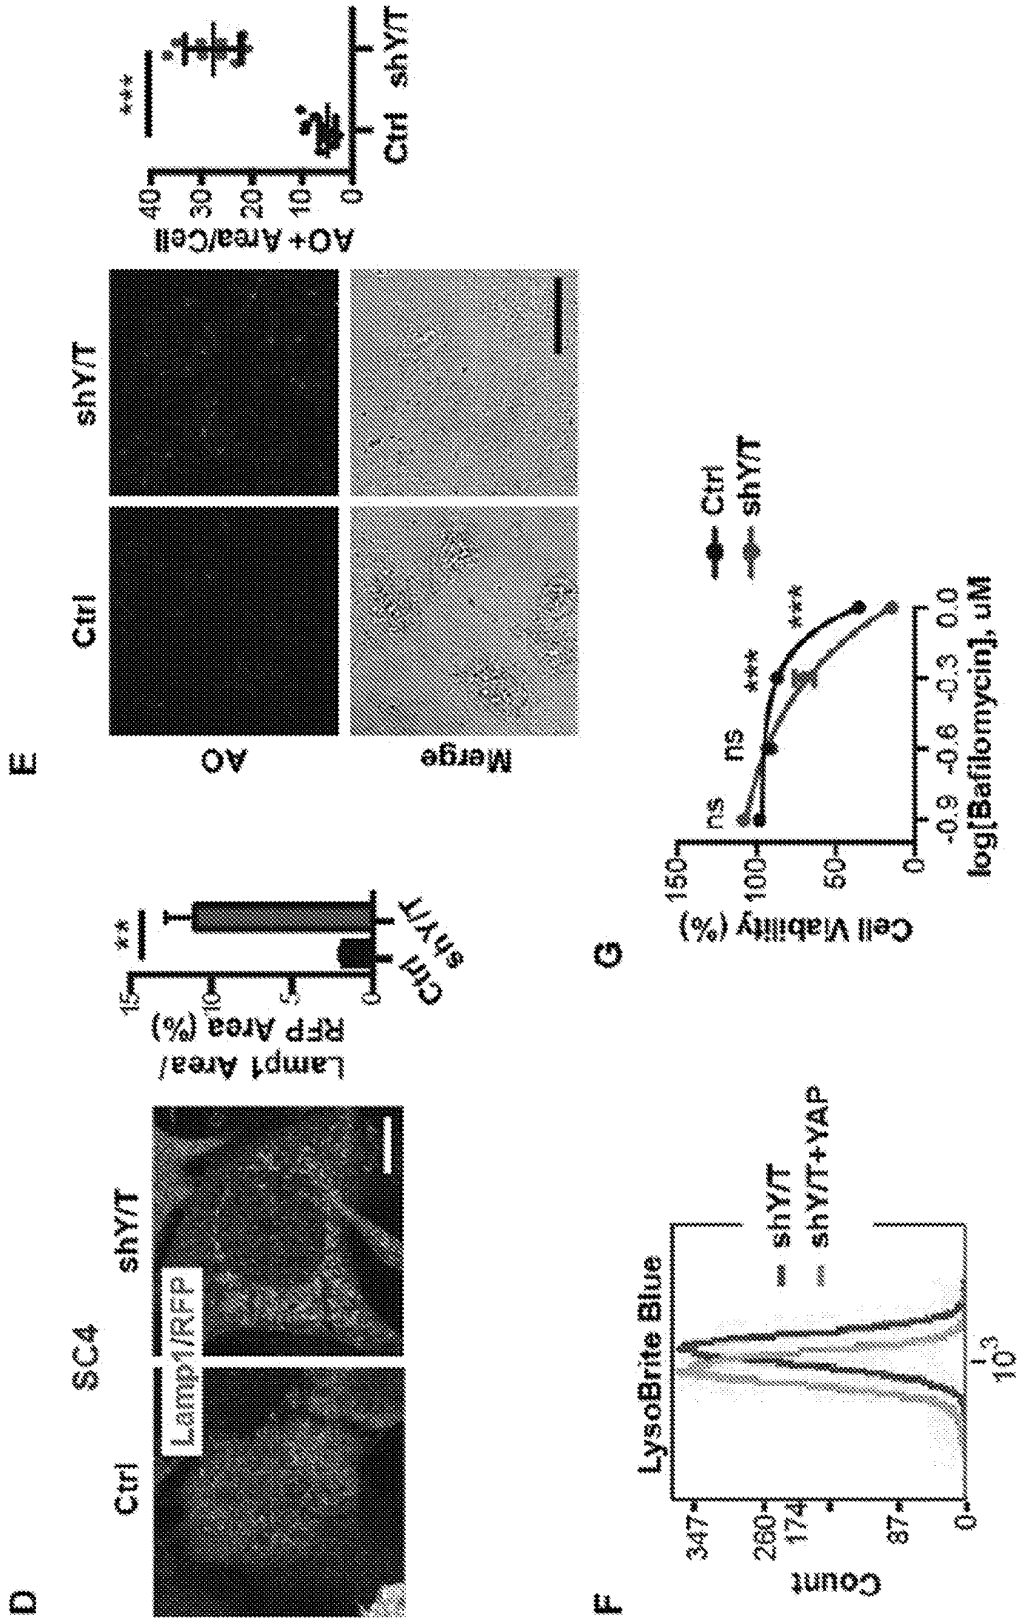 D
SC4
Ctrl
shY/T
Lamp1/RFP
Lamp1 Area/
RFP Area (%)
15
10
5
0
**
Ctrl
shY/T
E
Ctrl
shY/T
AO
Merge
AO+ Area/Cell
40
30
20
10
0
***
Ctrl
shY/T
F
LysoBrite Blue
Count
347
260
174
87
0
10³
shY/T
shY/T+YAP
G
Cell Viability (%)
150
100
50
0
ns
ns
***
***
-0.9
-0.6
-0.3
0.0
log[Bafilomycin], uM
Ctrl
shY/T